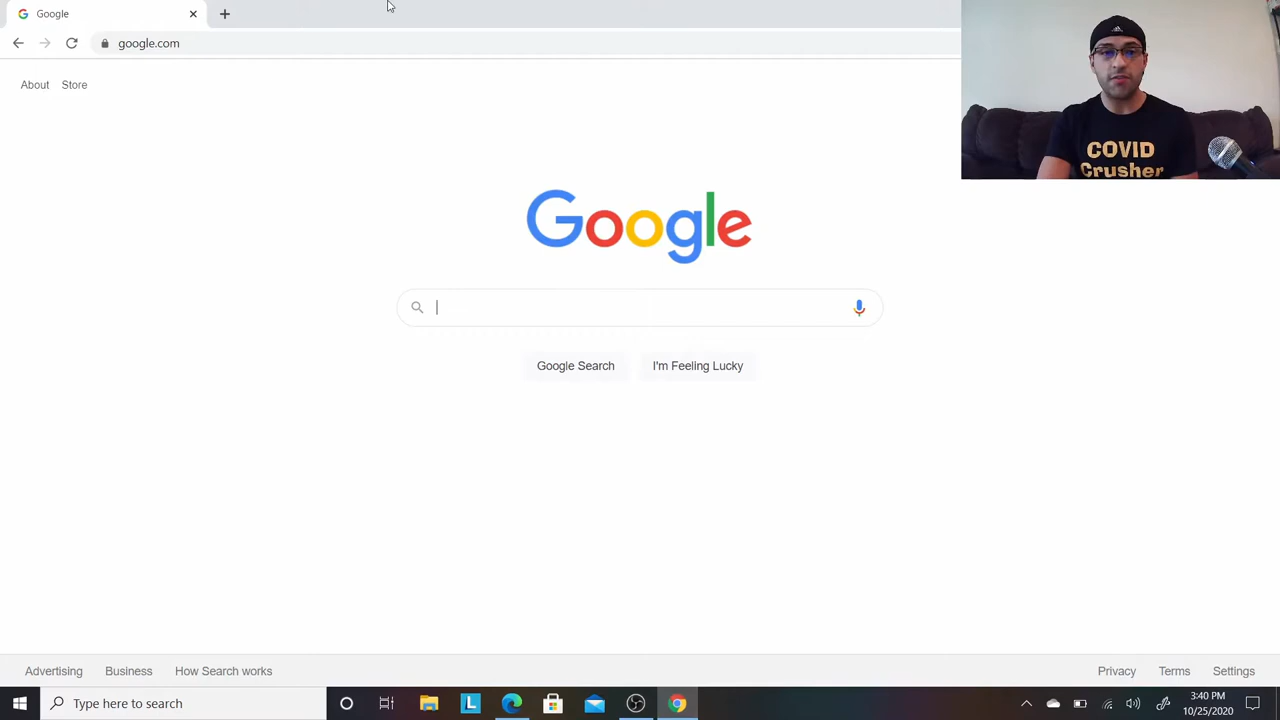 Google
google.com
About
Store
COVID
Crusher
Google
Google Search
I'm Feeling Lucky
Advertising
Business
How Search works
Privacy
Terms
Settings
Type here to search
L
3:40 PM
10/25/2020